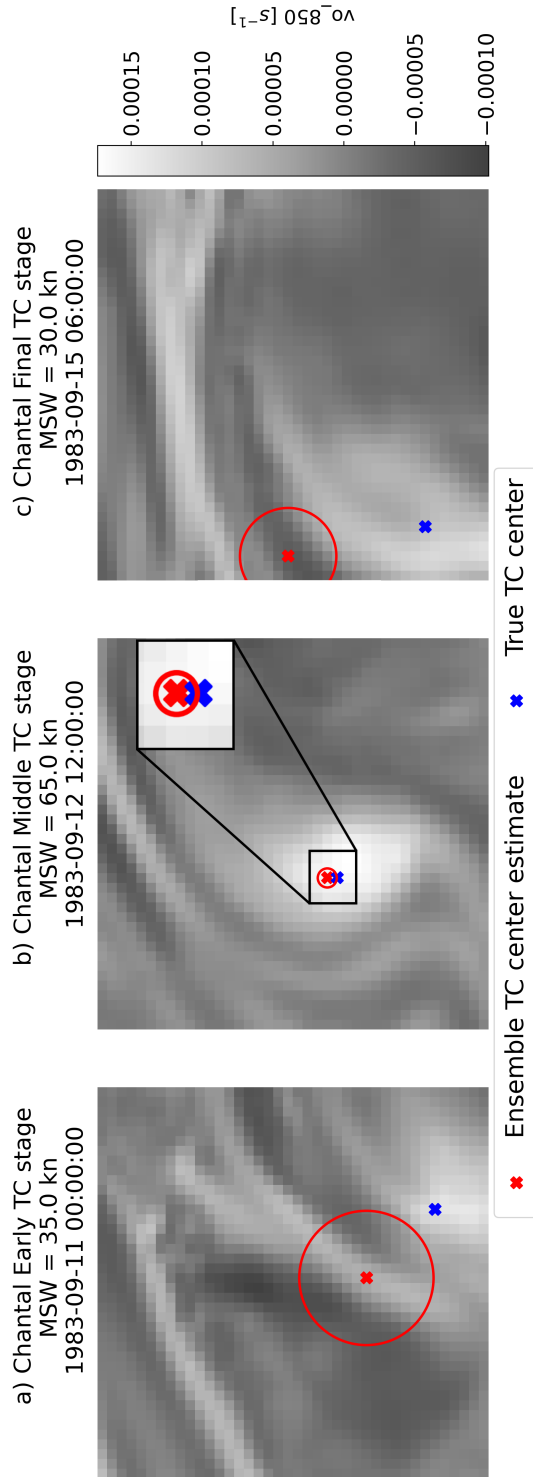 a) Chantal Early TC stage
MSW = 35.0 kn
1983-09-11 00:00:00
b) Chantal Middle TC stage
MSW = 65.0 kn
1983-09-12 12:00:00
c) Chantal Final TC stage
MSW = 30.0 kn
1983-09-15 06:00:00
0.00015
0.00010
0.00005
0.00000
−0.00005
−0.00010
vo_850 [s⁻¹]
Ensemble TC center estimate
True TC center